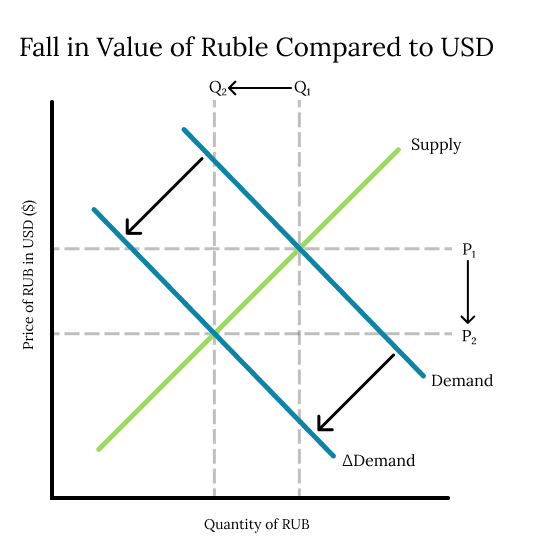 Fall in Value of Ruble Compared to USD
Q₂
Q₁
Supply
Price of RUB in USD ($)
P₁
P₂
Demand
ΔDemand
Quantity of RUB